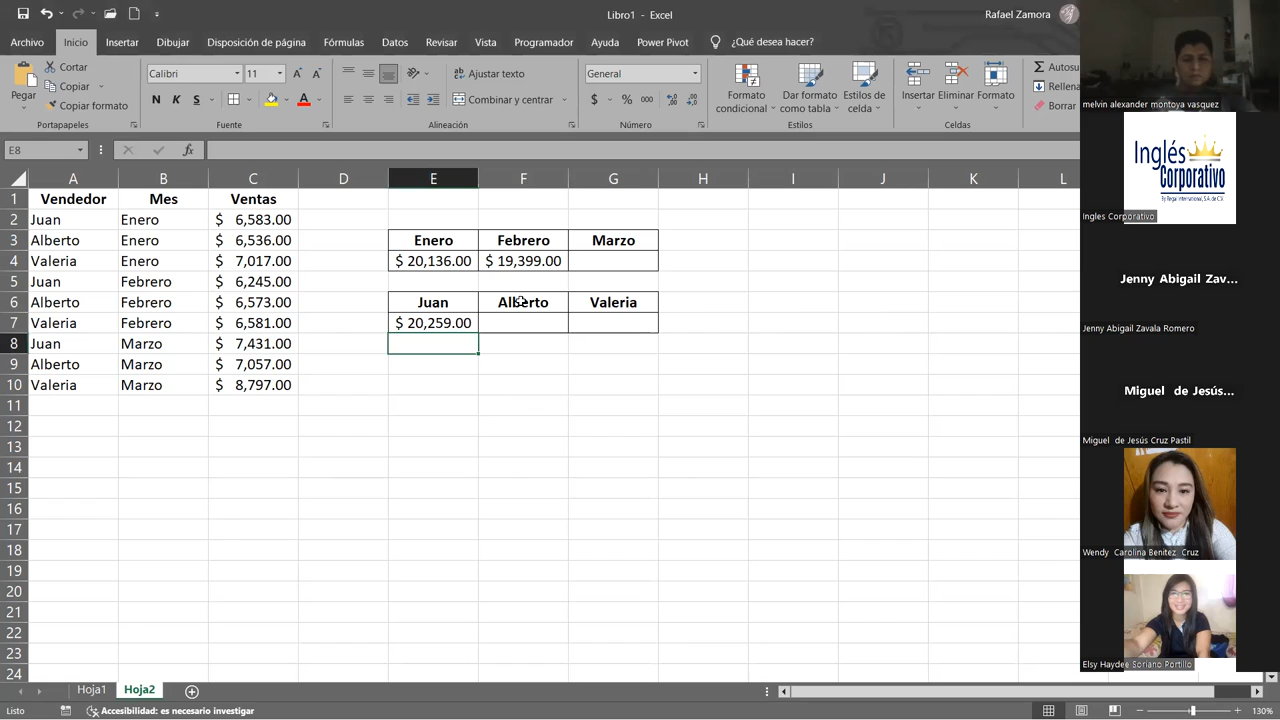 Libro1 - Excel
Rafael Zamora
Archivo Inicio Insertar Dibujar Disposición de página Fórmulas Datos Revisar Vista Programador Ayuda Power Pivot ¿Qué desea hacer?
Pegar
Cortar
Copiar
Copiar formato
Portapapeles
Calibri 11
N K S
Fuente
Ajustar texto
Combinar y centrar
Alineación
General
$ % 000
Número
Formato condicional
Dar formato como tabla
Estilos de celda
Estilos
Insertar Eliminar Formato
Celdas
Autosu
Rellena
Borrar
E8
fx
A B C D E F G H I J K L
1 Vendedor Mes Ventas
2 Juan Enero $ 6,583.00
3 Alberto Enero $ 6,536.00 Enero Febrero Marzo
4 Valeria Enero $ 7,017.00 $ 20,136.00 $ 19,399.00
5 Juan Febrero $ 6,245.00
6 Alberto Febrero $ 6,573.00 Juan Alberto Valeria
7 Valeria Febrero $ 6,581.00 $ 20,259.00
8 Juan Marzo $ 7,431.00
9 Alberto Marzo $ 7,057.00
10 Valeria Marzo $ 8,797.00
11
12
13
14
15
16
17
18
19
20
21
22
23
24
Hoja1 Hoja2
Listo
Accesibilidad: es necesario investigar
130%
melvin alexander montoya vasquez
Inglés
Corporativo
By Regal International, S.A. de C.V.
Ingles Corporativo
Jenny Abigail Zav...
Jenny Abigail Zavala Romero
Miguel de Jesús...
Miguel de Jesús Cruz Pastil
Wendy Carolina Benitez Cruz
Elsy Haydee Soriano Portillo